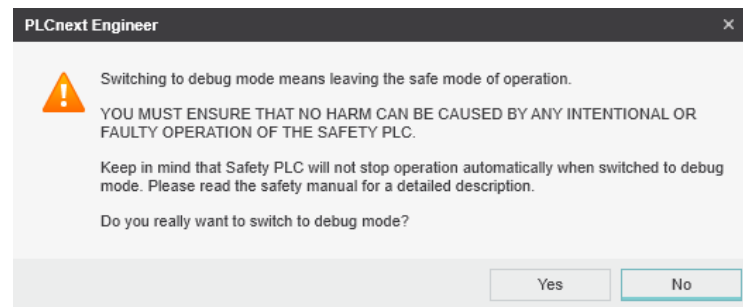 PLCnext Engineer
Switching to debug mode means leaving the safe mode of operation.
YOU MUST ENSURE THAT NO HARM CAN BE CAUSED BY ANY INTENTIONAL OR
FAULTY OPERATION OF THE SAFETY PLC.
Keep in mind that Safety PLC will not stop operation automatically when switched to debug
mode. Please read the safety manual for a detailed description.
Do you really want to switch to debug mode?
Yes No